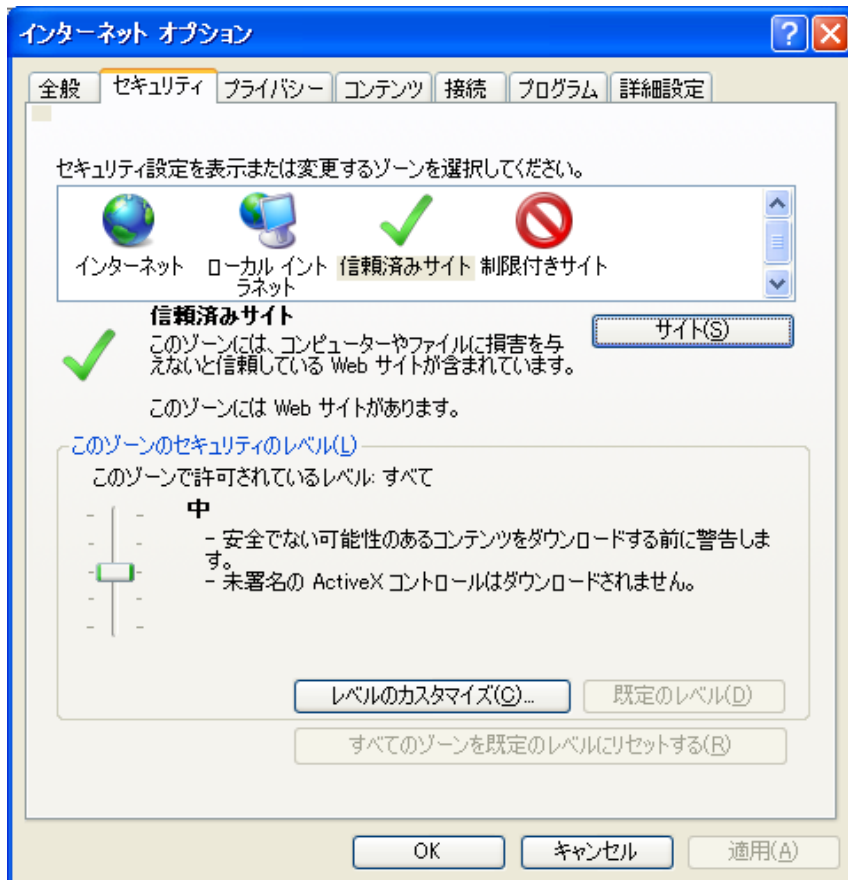 インターネット オプション
全般 セキュリティ プライバシー コンテンツ 接続 プログラム 詳細設定
セキュリティ設定を表示または変更するゾーンを選択してください。
インターネット
ローカル イント
ラネット
信頼済みサイト
制限付きサイト
信頼済みサイト
サイト(S)
このゾーンには、コンピューターやファイルに損害を与
えないと信頼している Web サイトが含まれています。
このゾーンには Web サイトがあります。
このゾーンのセキュリティのレベル(L)
このゾーンで許可されているレベル: すべて
中
- 安全でない可能性のあるコンテンツをダウンロードする前に警告しま
す。
- 未署名の ActiveX コントロールはダウンロードされません。
レベルのカスタマイズ(C)... 既定のレベル(D)
すべてのゾーンを既定のレベルにリセットする(R)
OK キャンセル 適用(A)